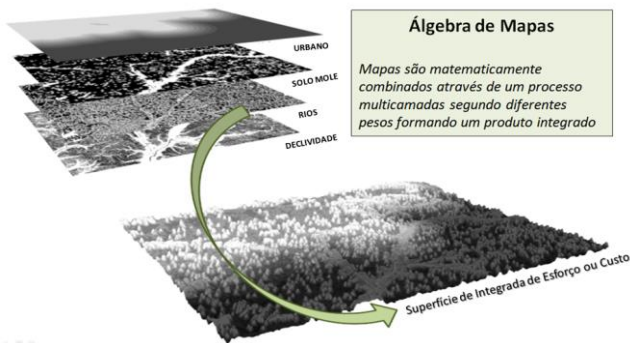 URBANO
SOLO MOLE
RIOS
DECLIVIDADE
Álgebra de Mapas
Mapas são matematicamente
combinados através de um processo
multicamadas segundo diferentes
pesos formando um produto integrado
Superfície de Integrada de Esforço ou Custo